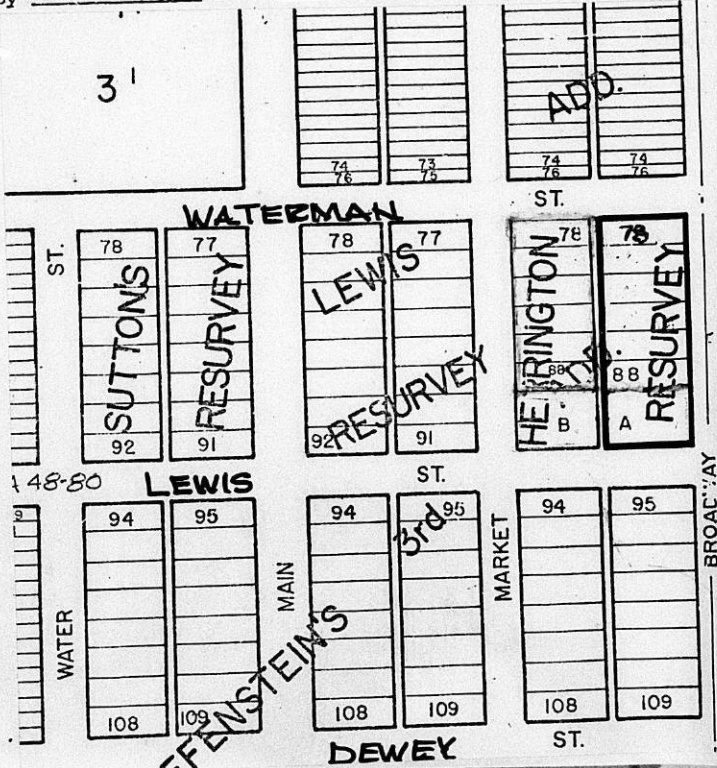 3
ADD.
74 73 74 74
76 75 76 76
ST.
WATERMAN
ST.
78 77 78 77 78 78
SUTTON'S
RESURVEY
LEWIS
RESURVEY
HERRINGTON
RESURVEY
88 88
B A
92 91 92 91
48-80
LEWIS
ST.
94 95 94 95 94 95
3rd
WATER
MAIN
MARKET
BROADWAY
EFFENSTEIN'S
108 109 108 109 108 109
DEWEY
ST.